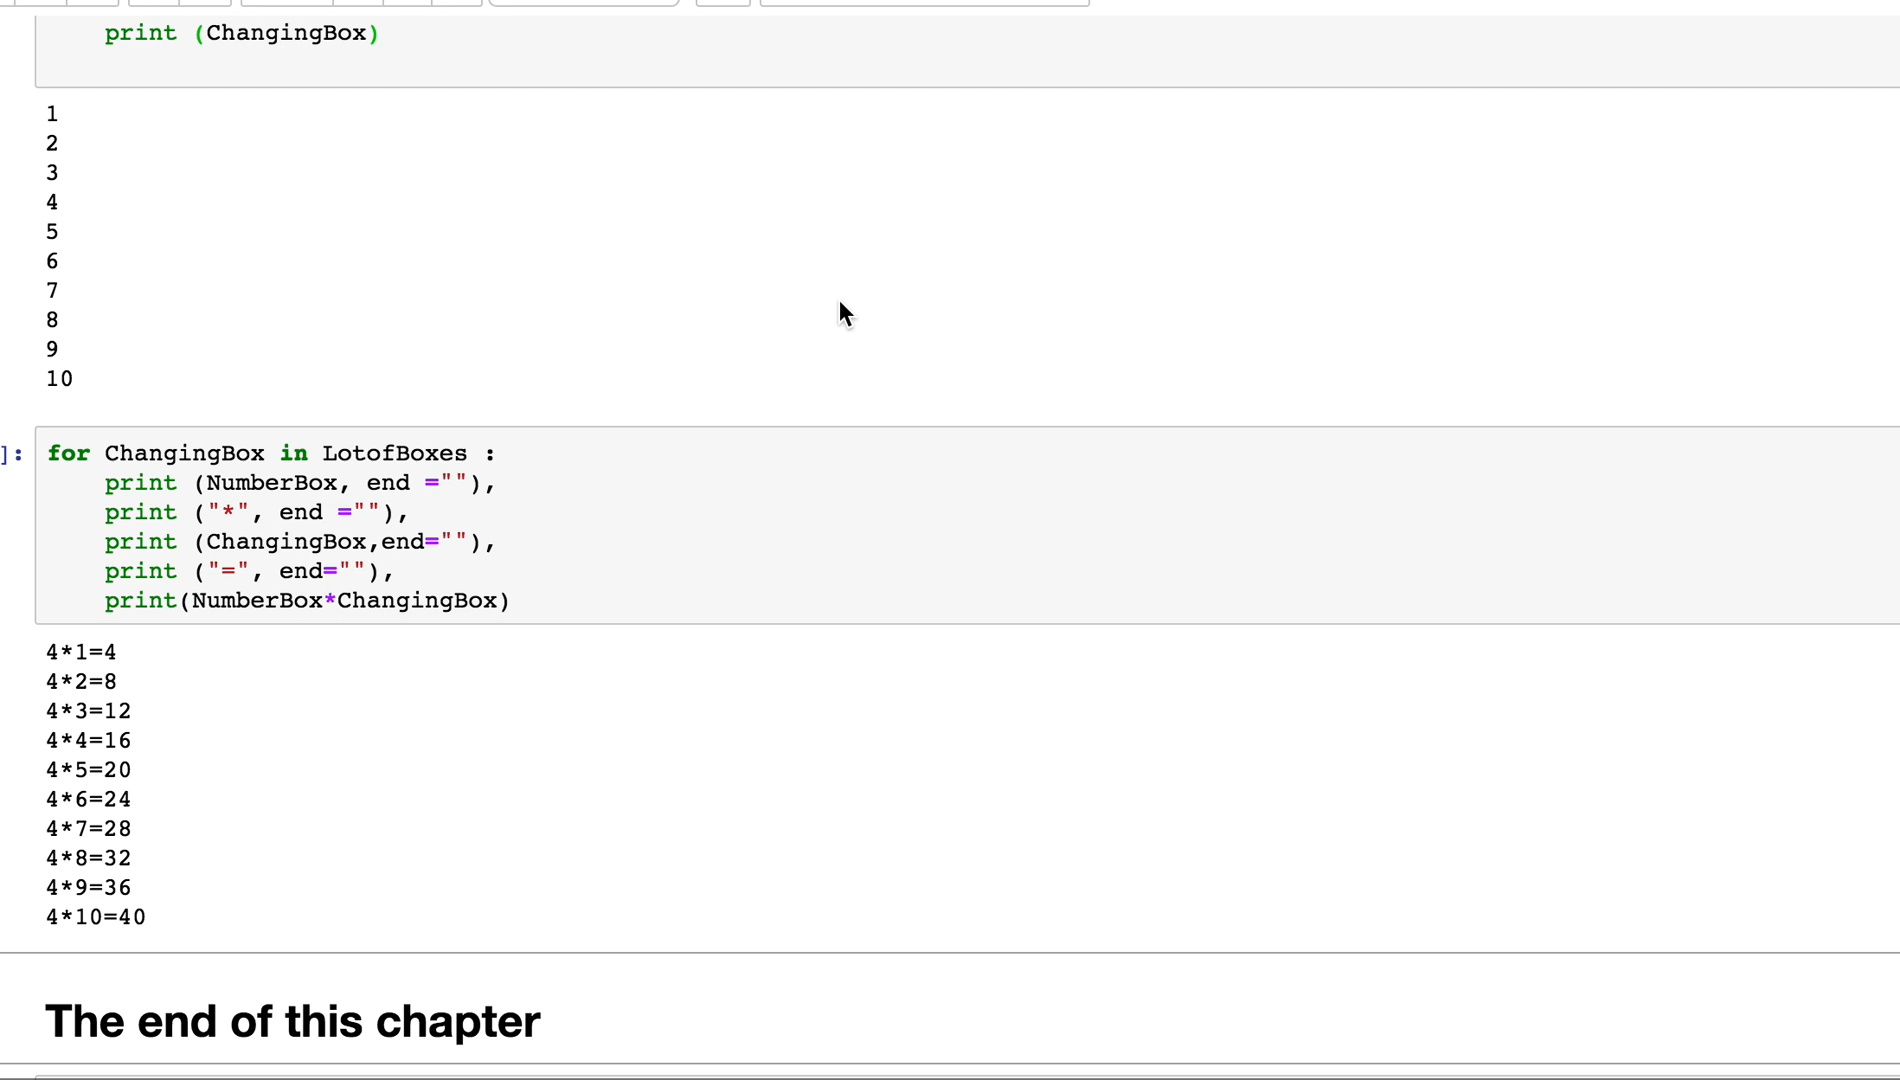 print (ChangingBox)
1
2
3
4
5
6
7
8
9
10
]:
for ChangingBox in LotofBoxes :
print (NumberBox, end =""),
print ("*", end =""),
print (ChangingBox,end=""),
print ("=", end=""),
print(NumberBox*ChangingBox)
4*1=4
4*2=8
4*3=12
4*4=16
4*5=20
4*6=24
4*7=28
4*8=32
4*9=36
4*10=40
The end of this chapter